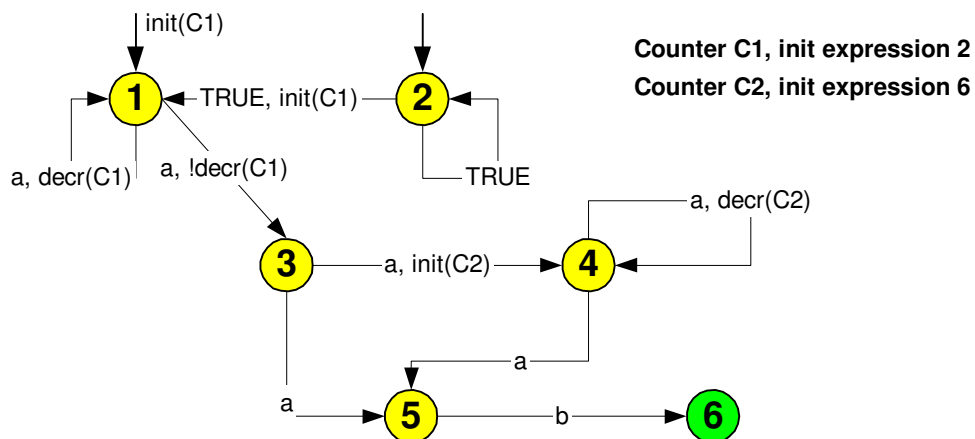 init(C1)
Counter C1, init expression 2
Counter C2, init expression 6
1
TRUE, init(C1)
2
a, decr(C1)
a, !decr(C1)
TRUE
a, decr(C2)
3
a, init(C2)
4
a
a
5
b
6